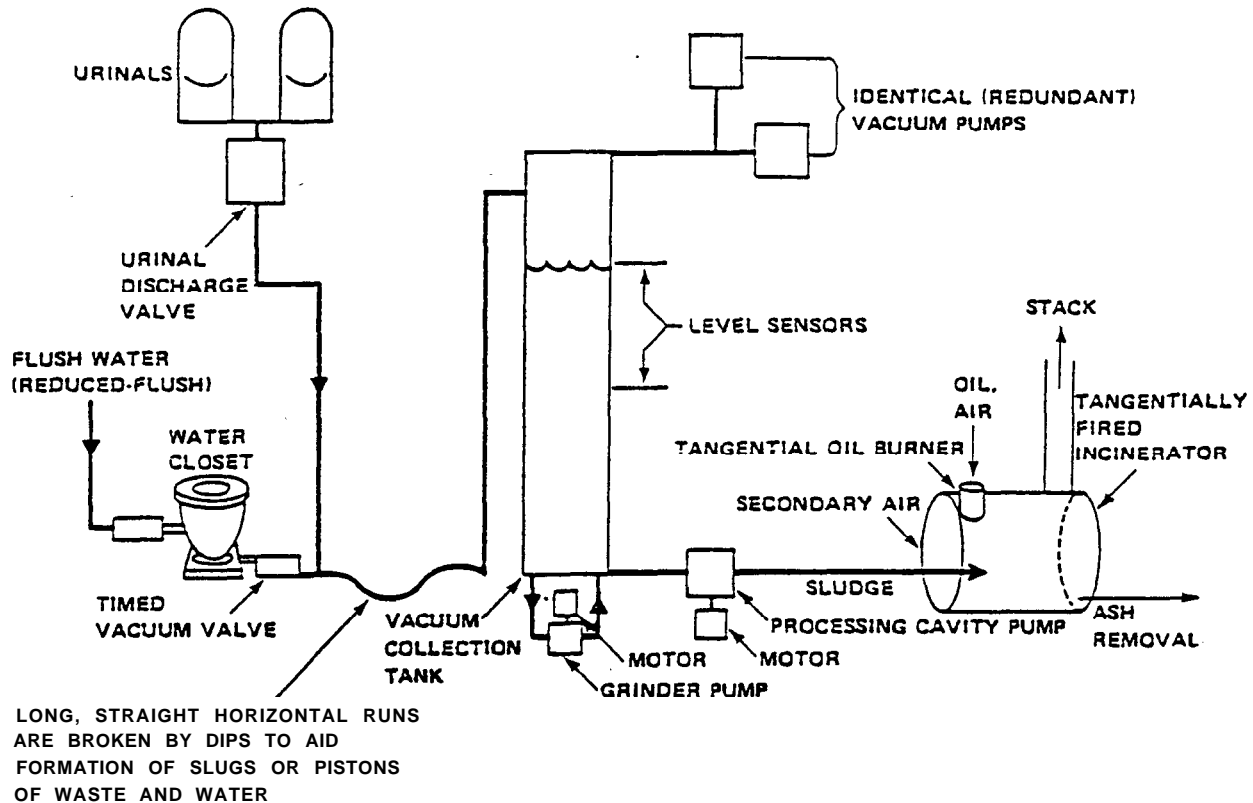 URINALS
IDENTICAL (REDUNDANT)
VACUUM PUMPS
URINAL
DISCHARGE
VALVE
LEVEL SENSORS
STACK
FLUSH WATER
(REDUCED-FLUSH)
OIL,
AIR
TANGENTIALLY
FIRED
INCINERATOR
WATER
CLOSET
TANGENTIAL OIL BURNER
SECONDARY AIR
SLUDGE
TIMED
VACUUM VALVE
VACUUM
COLLECTION
TANK
PROCESSING CAVITY PUMP
ASH
REMOVAL
MOTOR
MOTOR
GRINDER PUMP
LONG, STRAIGHT HORIZONTAL RUNS
ARE BROKEN BY DIPS TO AID
FORMATION OF SLUGS OR PISTONS
OF WASTE AND WATER